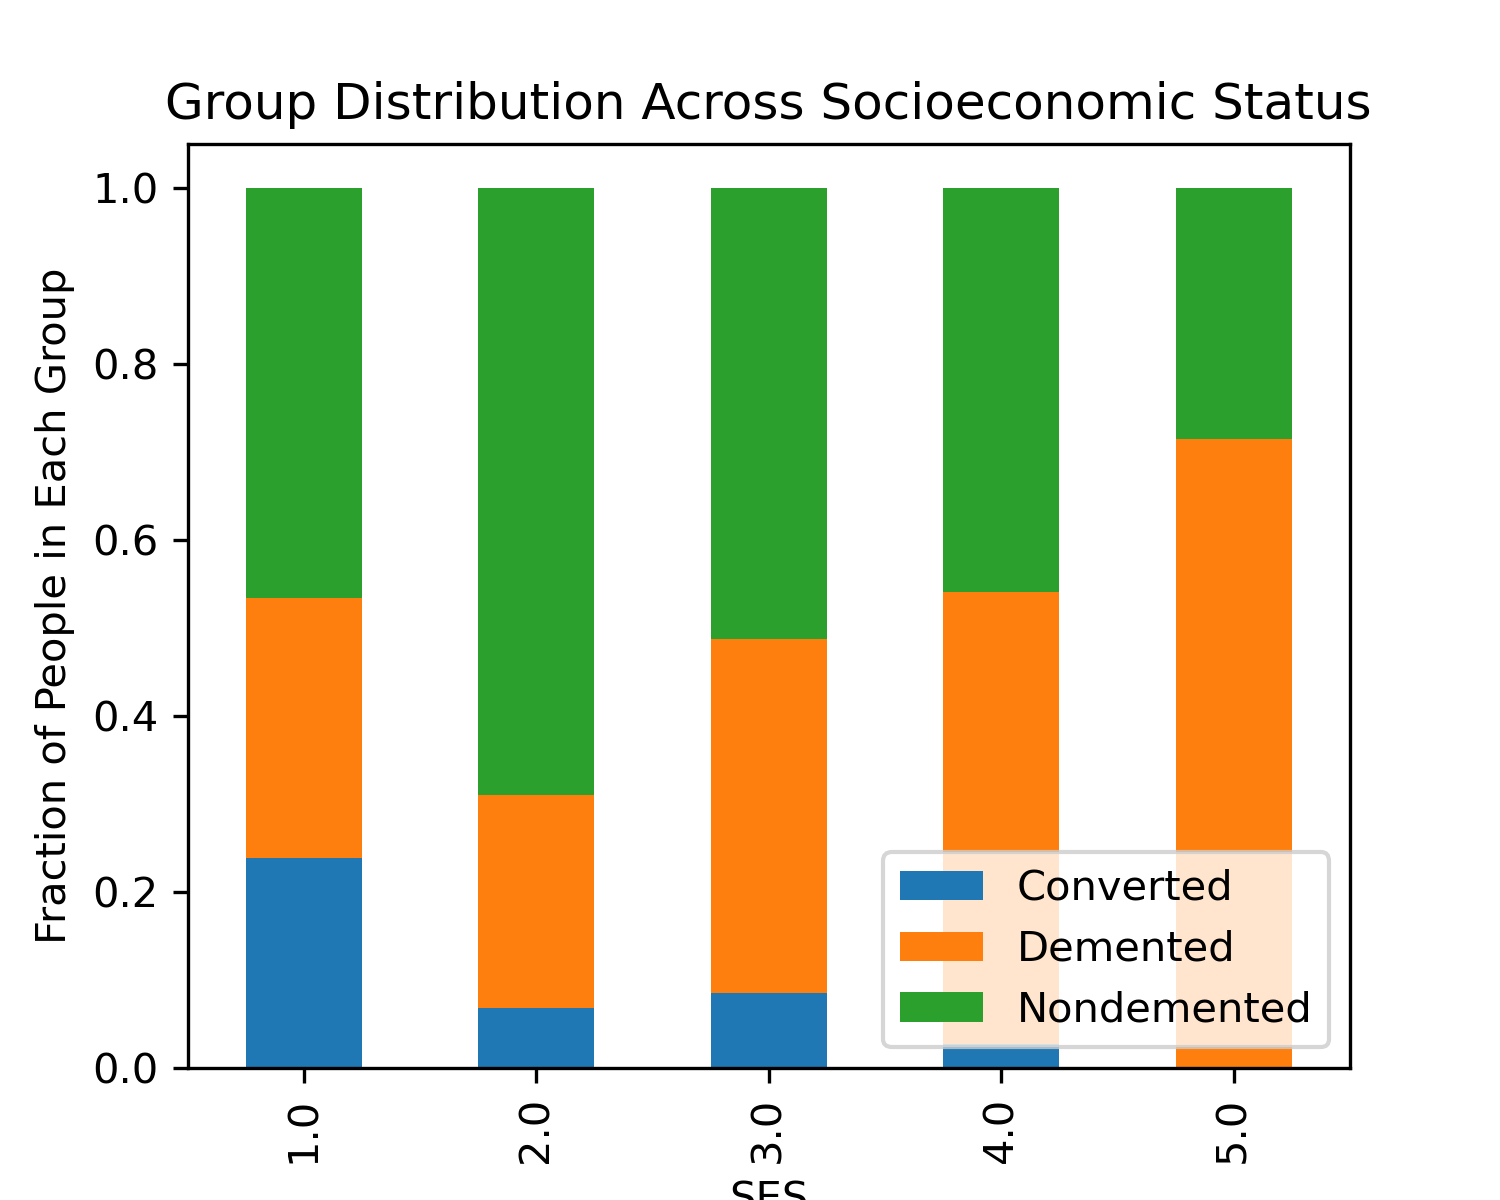 Group Distribution Across Socioeconomic Status
Fraction of People in Each Group
1.0
0.8
0.6
0.4
0.2
0.0
Converted
Demented
Nondemented
1.0
2.0
3.0
4.0
5.0
SES